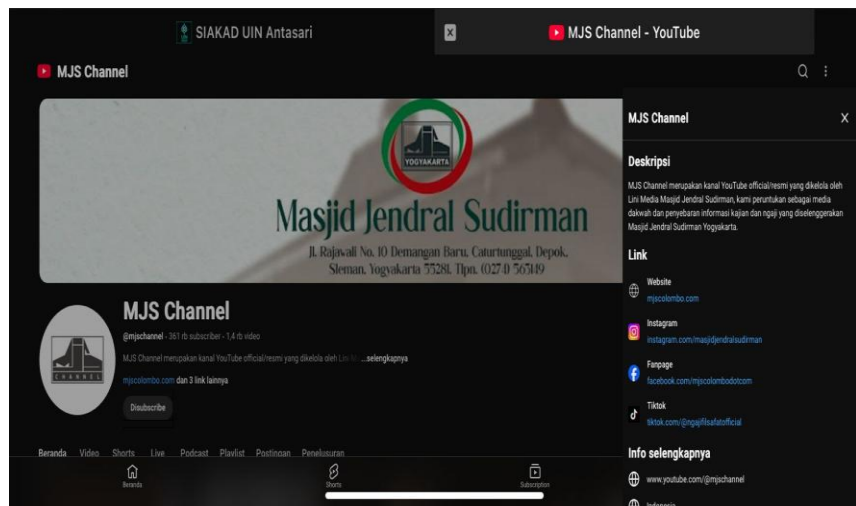 SIAKAD UIN Antasari
MJS Channel - YouTube
MJS Channel
YOGYAKARTA
Masjid Jendral Sudirman
Jl. Rajawali No. 10 Demangan Baru, Caturtunggal, Depok,
Sleman, Yogyakarta 55281. Tlpn. (0274) 565149
CHANNEL
MJS Channel
@mjschannel - 361 rb subscriber - 1,4 rb video
MJS Channel merupakan kanal YouTube official/resmi yang dikelola oleh Lini M ...selengkapnya
mjscolombo.com dan 3 link lainnya
Disubscribe
Beranda Video Shorts Live Podcast Playlist Postingan Penelusuran
Beranda
Shorts
Subscription
MJS Channel
X
Deskripsi
MJS Channel merupakan kanal YouTube official/resmi yang dikelola oleh
Lini Media Masjid Jendral Sudirman, kami peruntukan sebagai media
dakwah dan penyebaran informasi kajian dan ngaji yang diselenggarakan
Masjid Jendral Sudirman Yogyakarta.
Link
Website
mjscolombo.com
Instagram
instagram.com/masjidjendralsudirman
Fanpage
facebook.com/mjscolombodotcom
Tiktok
tiktok.com/@ngajifilsafatofficial
Info selengkapnya
www.youtube.com/@mjschannel
Indonesia